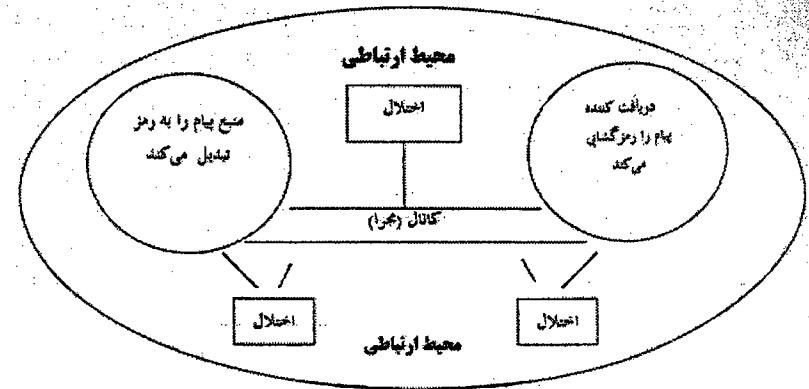 محیط ارتباطی
اختلال
دریافت کننده
پیام را رمزگشایی
می‌کند
منبع پیام را به رمز
تبدیل می‌کند
کانال (مجرا)
اختلال
اختلال
محیط ارتباطی